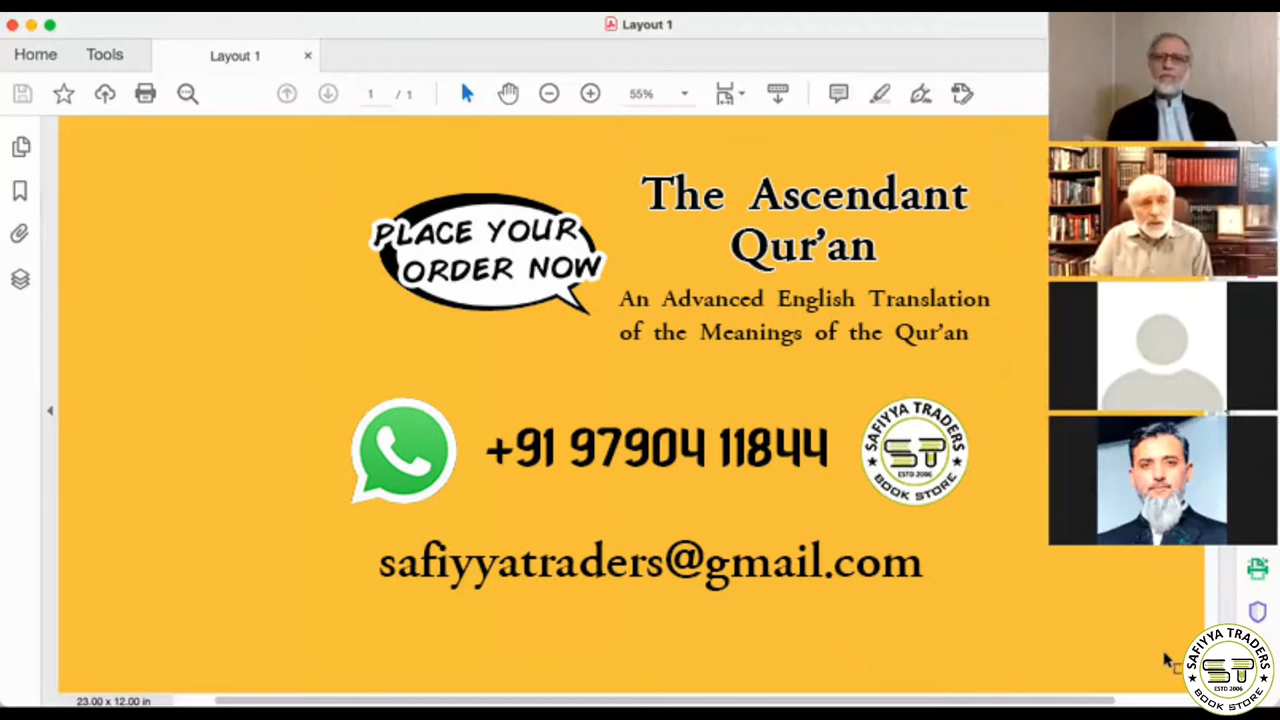 Layout 1
Home
Tools
Layout 1
1 / 1
55%
PLACE YOUR
ORDER NOW
The Ascendant
Qur'an
An Advanced English Translation
of the Meanings of the Qur'an
+91 97904 11844
SAFIYYA TRADERS
ST
ESTD 2006
BOOK STORE
safiyyatraders@gmail.com
SAFIYYA TRADERS
ST
ESTD 2006
BOOK STORE
23.00 x 12.00 in